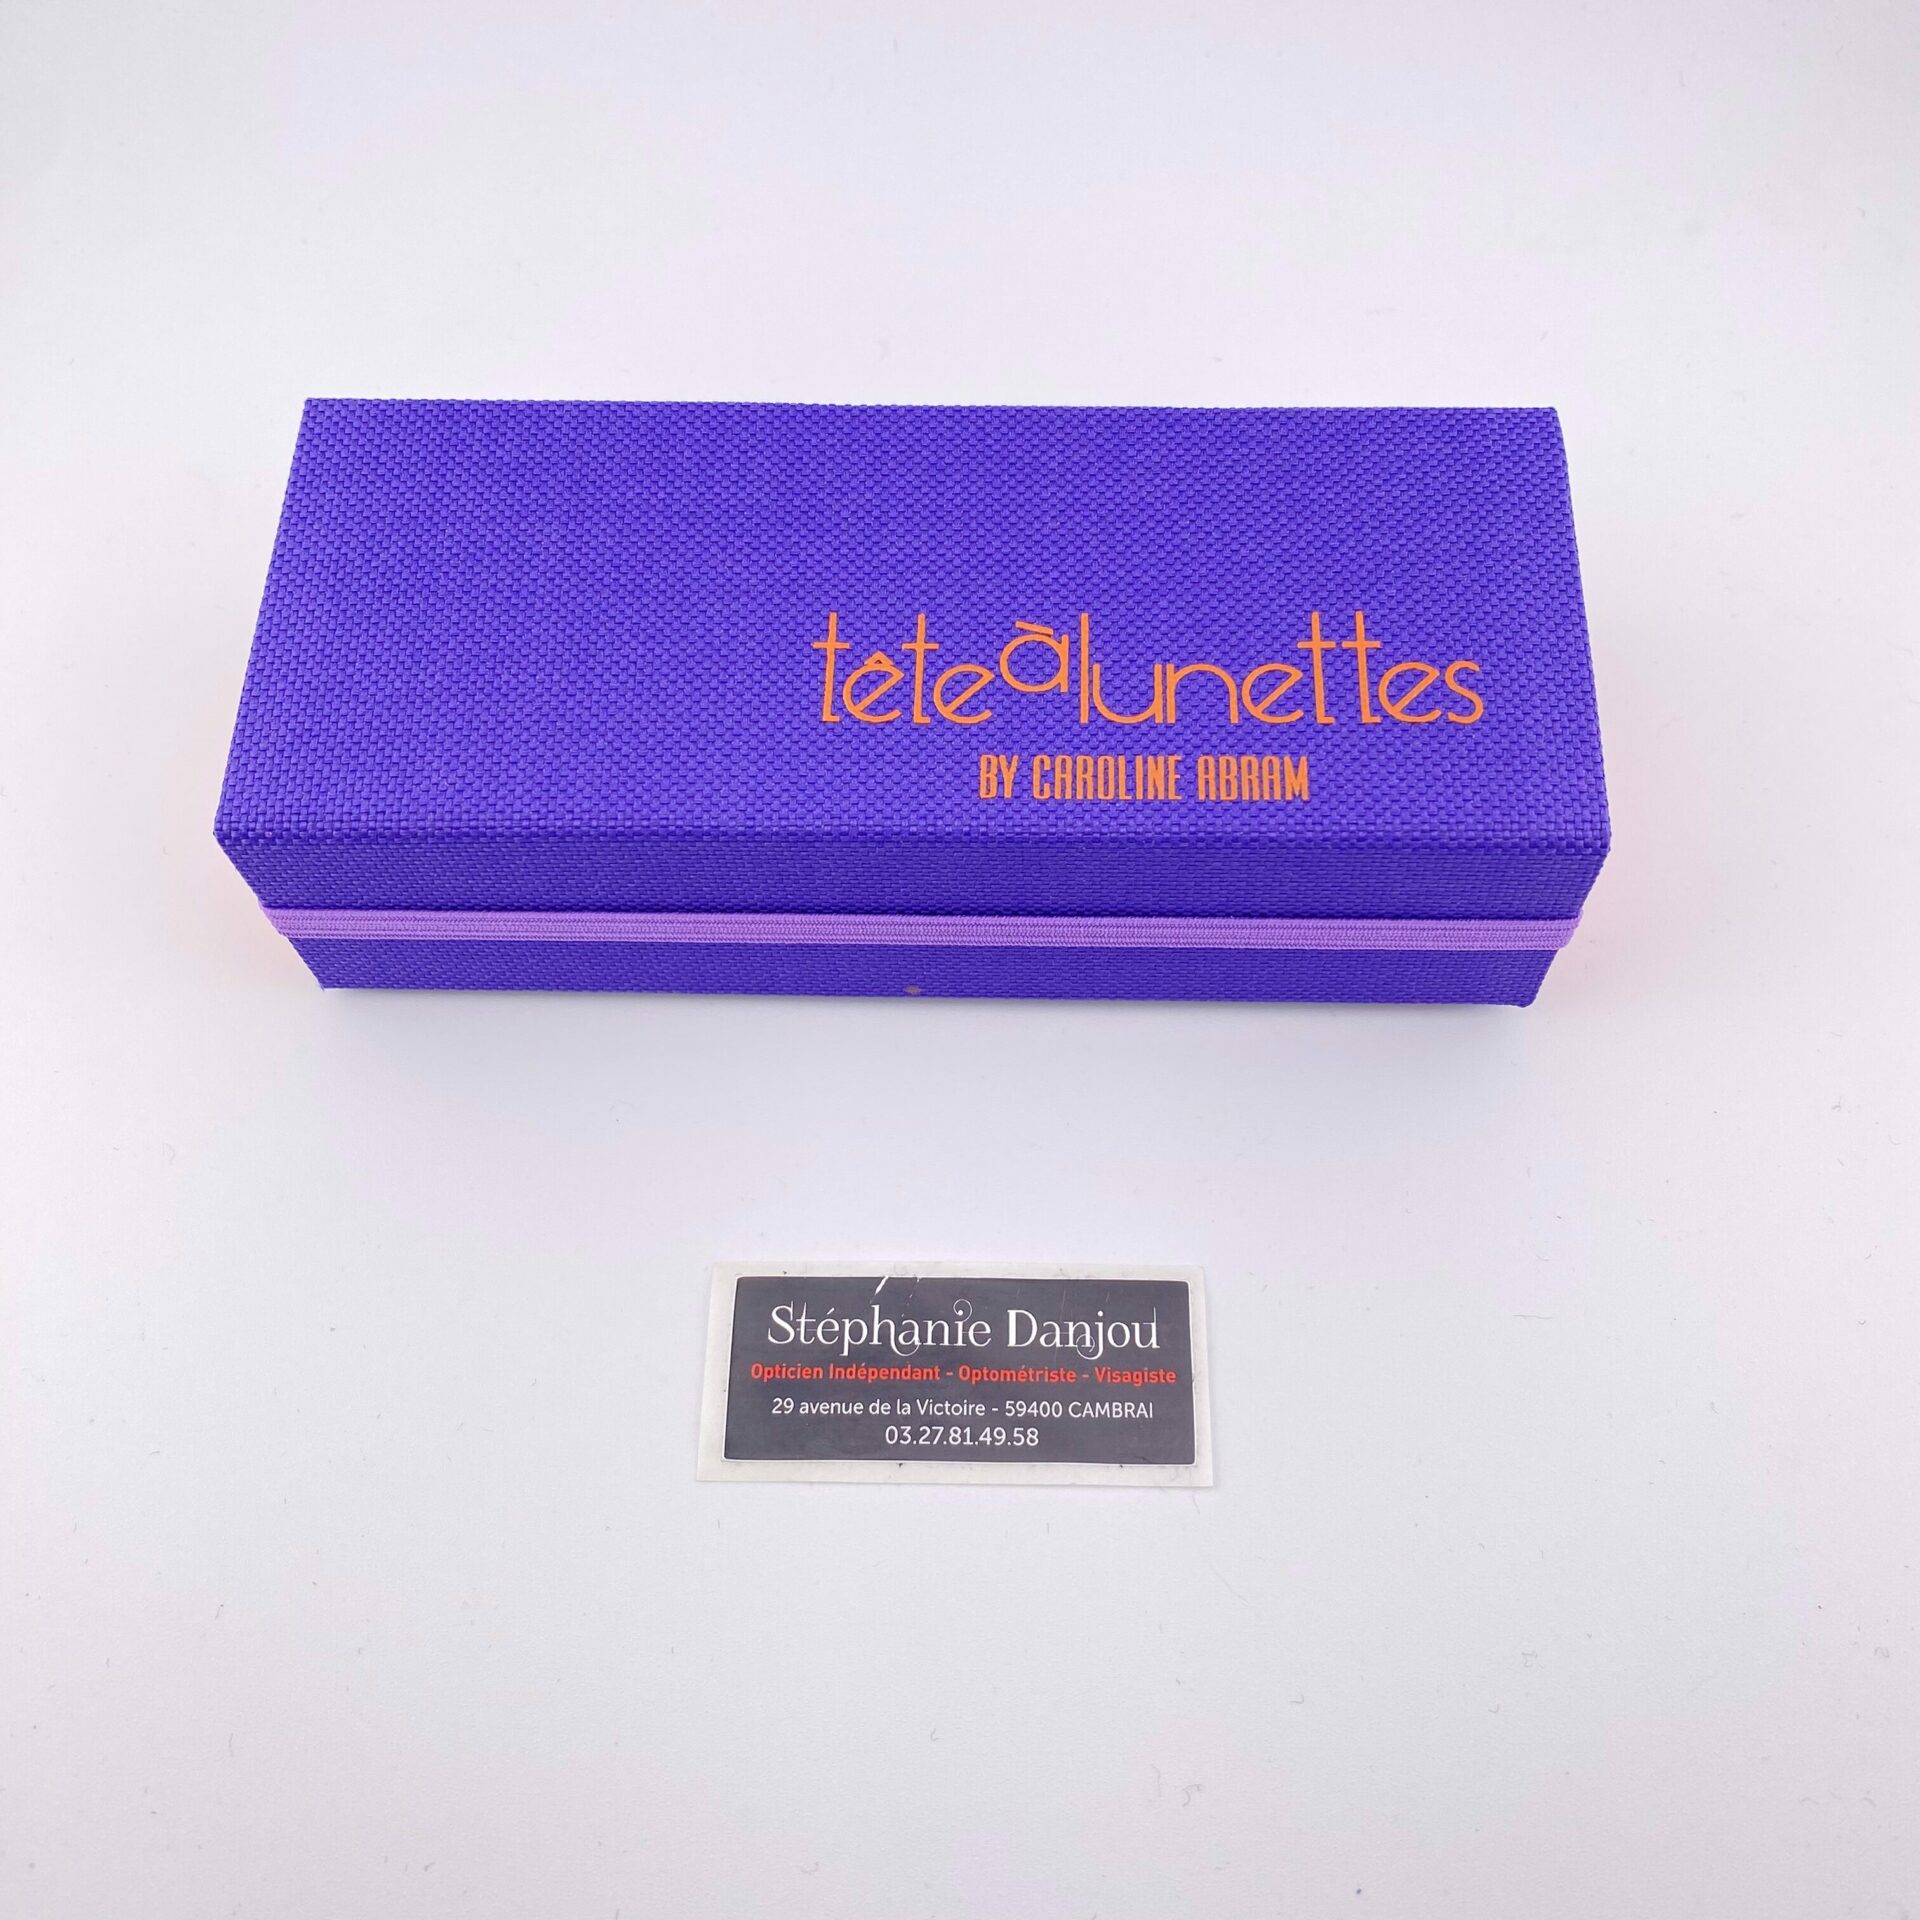 têteàlunettes
BY CAROLINE ABRAM
Stéphanie Danjou
Opticien Indépendant - Optométriste - Visagiste
29 avenue de la Victoire - 59400 CAMBRAI
03.27.81.49.58